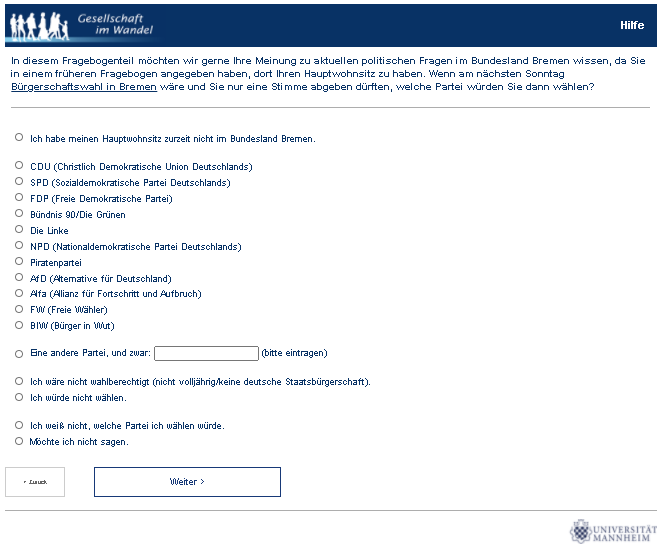 Gesellschaft
im Wandel
Hilfe
In diesem Fragebogenteil möchten wir gerne Ihre Meinung zu aktuellen politischen Fragen im Bundesland Bremen wissen, da Sie
in einem früheren Fragebogen angegeben haben, dort Ihren Hauptwohnsitz zu haben. Wenn am nächsten Sonntag
Bürgerschaftswahl in Bremen wäre und Sie nur eine Stimme abgeben dürften, welche Partei würden Sie dann wählen?
Ich habe meinen Hauptwohnsitz zurzeit nicht im Bundesland Bremen.
CDU (Christlich Demokratische Union Deutschlands)
SPD (Sozialdemokratische Partei Deutschlands)
FDP (Freie Demokratische Partei)
Bündnis 90/Die Grünen
Die Linke
NPD (Nationaldemokratische Partei Deutschlands)
Piratenpartei
AfD (Alternative für Deutschland)
Alfa (Allianz für Fortschritt und Aufbruch)
FW (Freie Wähler)
BIW (Bürger in Wut)
Eine andere Partei, und zwar: (bitte eintragen)
Ich wäre nicht wahlberechtigt (nicht volljährig/keine deutsche Staatsbürgerschaft).
Ich würde nicht wählen.
Ich weiß nicht, welche Partei ich wählen würde.
Möchte ich nicht sagen.
< Zurück
Weiter >
UNIVERSITÄT
MANNHEIM